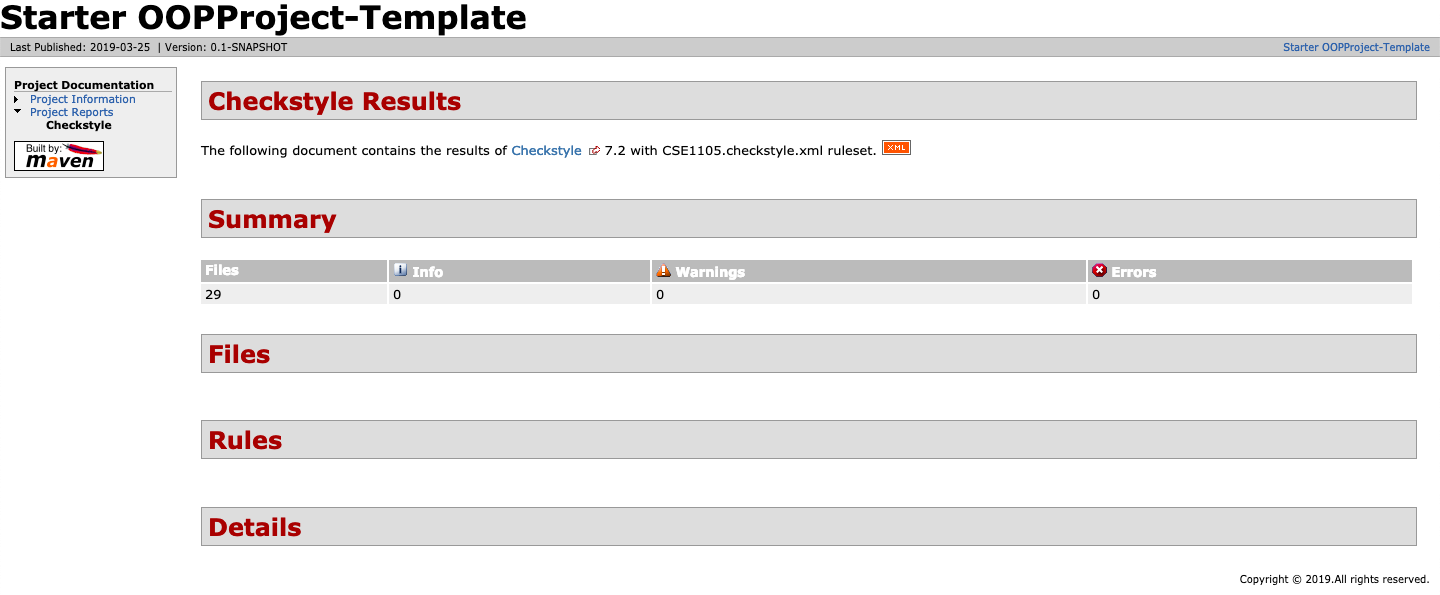 Starter OOPProject-Template
Last Published: 2019-03-25 | Version: 0.1-SNAPSHOT
Starter OOPProject-Template
Project Documentation
Project Information
Project Reports
Checkstyle
Built by:
maven
Checkstyle Results
The following document contains the results of Checkstyle 7.2 with CSE1105.checkstyle.xml ruleset. XML
Summary
Files Info Warnings Errors
29 0 0 0
Files
Rules
Details
Copyright © 2019.All rights reserved.